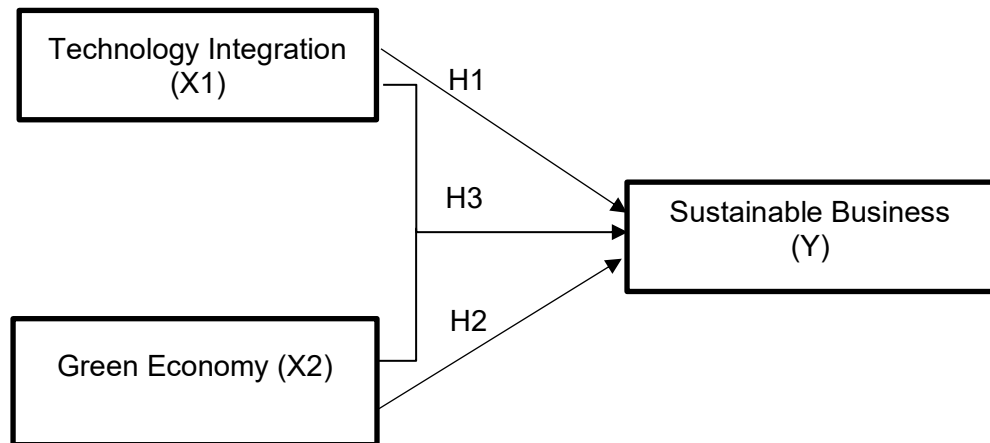 Technology Integration
(X1)
H1
H3
Sustainable Business
(Y)
H2
Green Economy (X2)